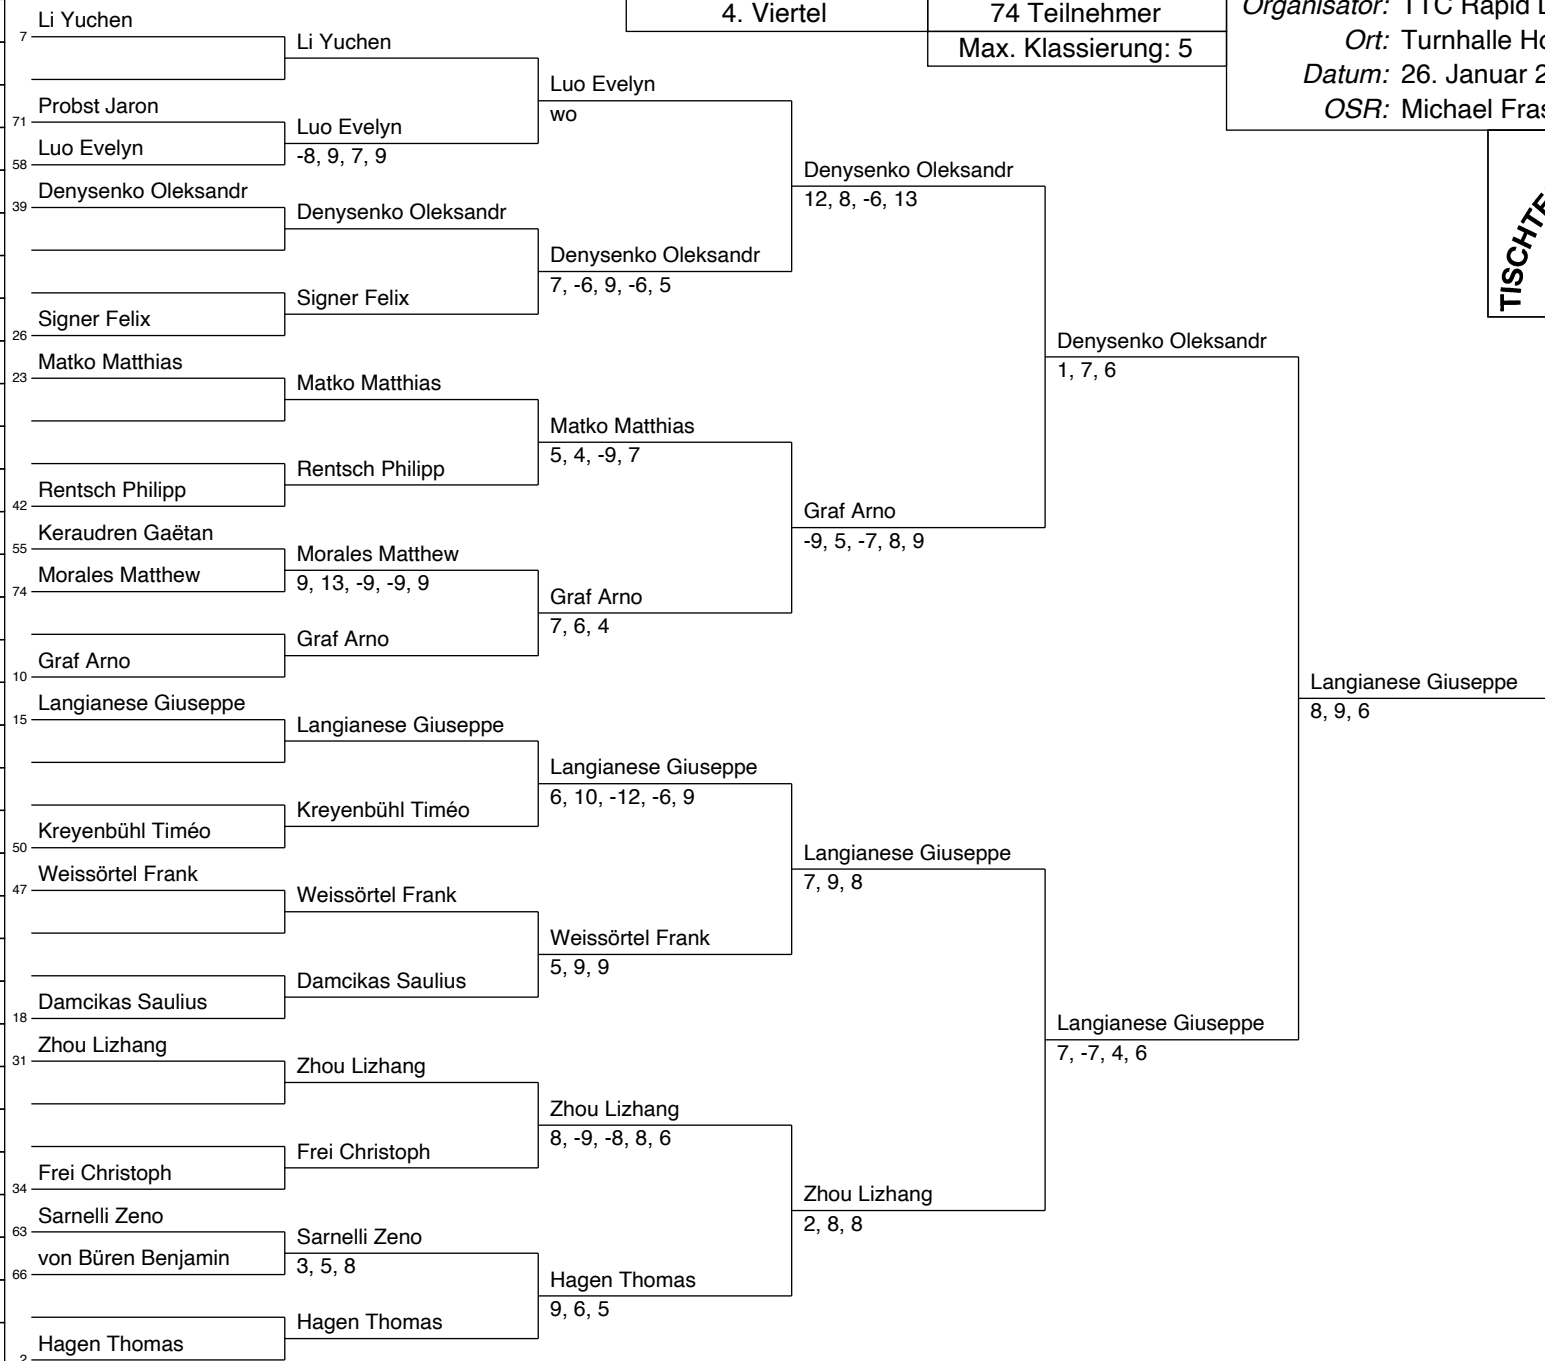 4. Viertel
74 Teilnehmer
Max. Klassierung: 5
Organisator: TTC Rapid
Ort: Turnhalle
Datum: 26. Januar
OSR: Michael
Li Yuchen
7
Probst Jaron
71
Luo Evelyn
58
Denysenko Oleksandr
39
Signer Felix
26
Matko Matthias
23
Rentsch Philipp
42
Keraudren Gaëtan
55
Morales Matthew
74
Graf Arno
10
Langianese Giuseppe
15
Kreyenbühl Timéo
50
Weissörtel Frank
47
Damcikas Saulius
18
Zhou Lizhang
31
Frei Christoph
34
Sarnelli Zeno
63
von Büren Benjamin
66
Hagen Thomas
2
Li Yuchen
Luo Evelyn
-8, 9, 7, 9
Denysenko Oleksandr
Signer Felix
Matko Matthias
Rentsch Philipp
Morales Matthew
9, 13, -9, -9, 9
Graf Arno
Langianese Giuseppe
Kreyenbühl Timéo
Weissörtel Frank
Damcikas Saulius
Zhou Lizhang
Frei Christoph
Sarnelli Zeno
3, 5, 8
Hagen Thomas
Luo Evelyn
wo
Denysenko Oleksandr
7, -6, 9, -6, 5
Matko Matthias
5, 4, -9, 7
Graf Arno
7, 6, 4
Langianese Giuseppe
6, 10, -12, -6, 9
Weissörtel Frank
5, 9, 9
Zhou Lizhang
8, -9, -8, 8, 6
Hagen Thomas
9, 6, 5
Denysenko Oleksandr
12, 8, -6, 13
Graf Arno
-9, 5, -7, 8, 9
Langianese Giuseppe
7, 9, 8
Zhou Lizhang
2, 8, 8
Denysenko Oleksandr
1, 7, 6
Langianese Giuseppe
7, -7, 4, 6
Langianese Giuseppe
8, 9, 6